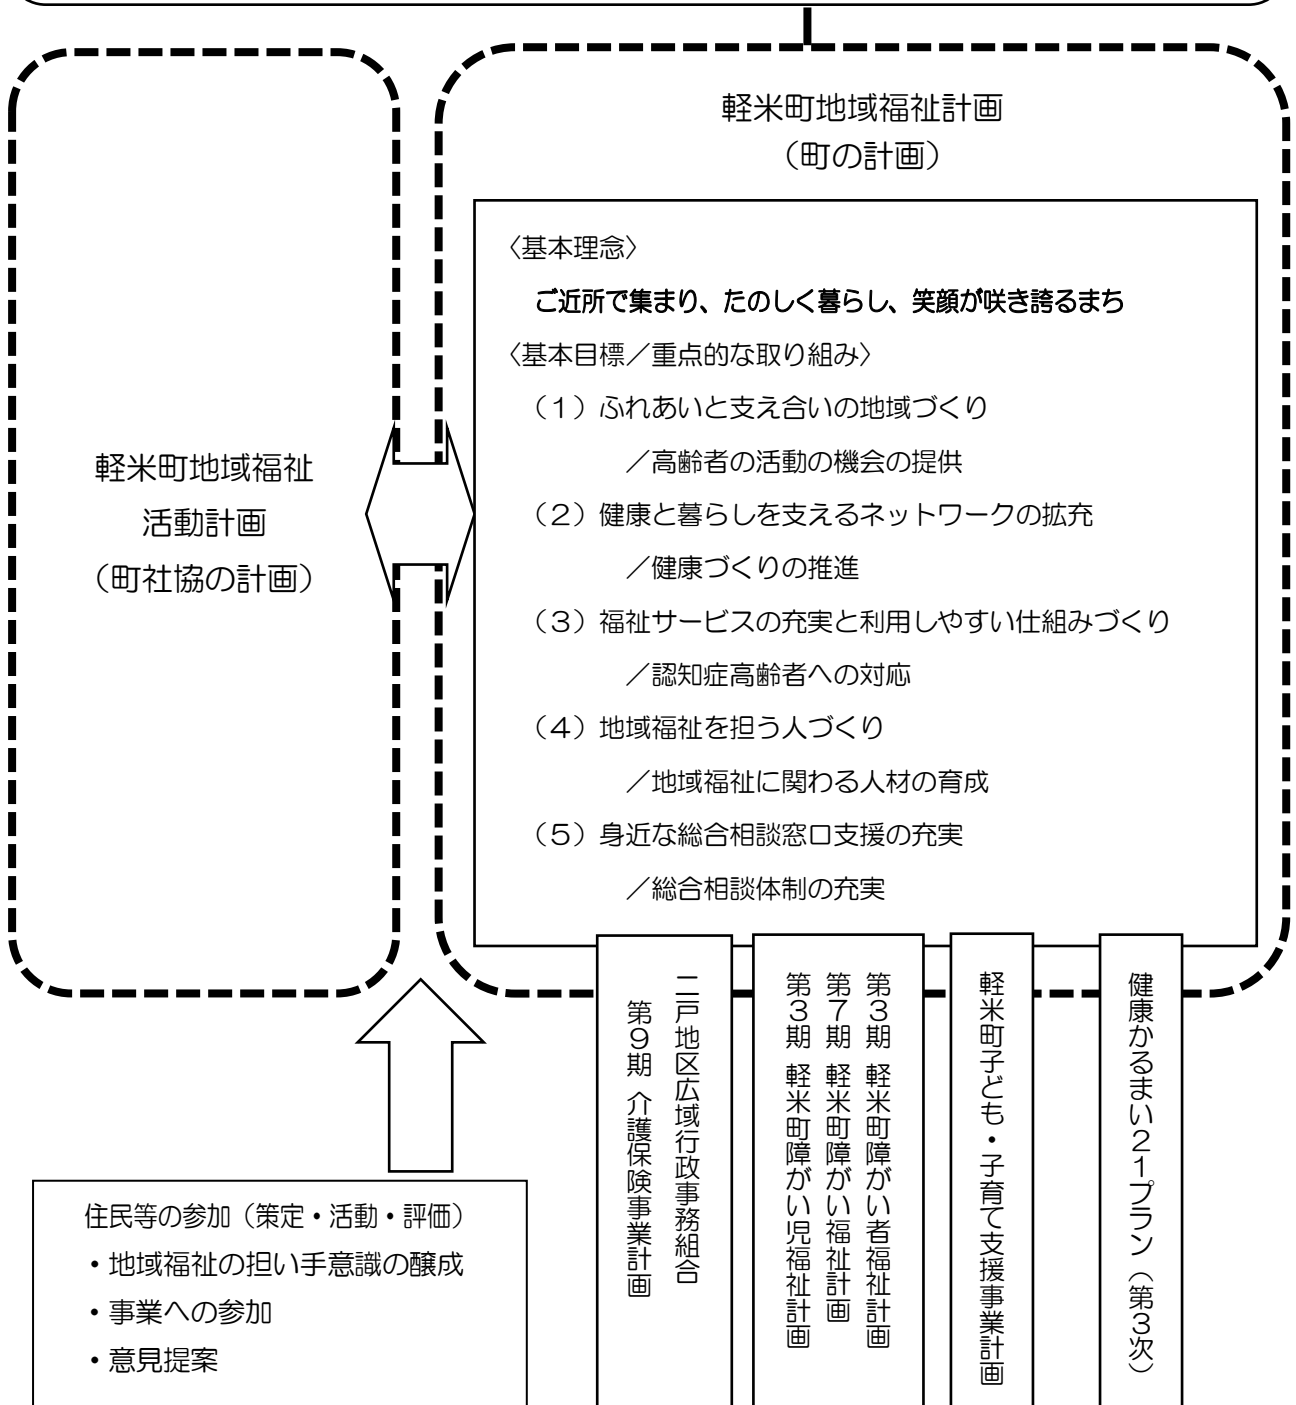 軽米町地域福祉計画
（町の計画）
〈基本理念〉
ご近所で集まり、たのしく暮らし、笑顔が咲き誇るまち
〈基本目標／重点的な取り組み〉
（１）ふれあいと支え合いの地域づくり
／高齢者の活動の機会の提供
（２）健康と暮らしを支えるネットワークの拡充
／健康づくりの推進
（３）福祉サービスの充実と利用しやすい仕組みづくり
／認知症高齢者への対応
（４）地域福祉を担う人づくり
／地域福祉に関わる人材の育成
（５）身近な総合相談窓口支援の充実
／総合相談体制の充実
軽米町地域福祉
活動計画
（町社協の計画）
二戸地区広域行政事務組合
第９期 介護保険事業計画
第３期 軽米町障がい者福祉計画
第７期 軽米町障がい福祉計画
第３期 軽米町障がい児福祉計画
軽米町子ども・子育て支援事業計画
健康かるまい２１プラン（第３次）
住民等の参加（策定・活動・評価）
・地域福祉の担い手意識の醸成
・事業への参加
・意見提案